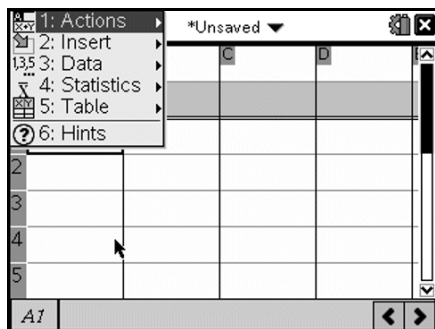 1: Actions
*Unsaved
2: Insert
3: Data
4: Statistics
5: Table
6: Hints
C
D
2
3
4
5
A1